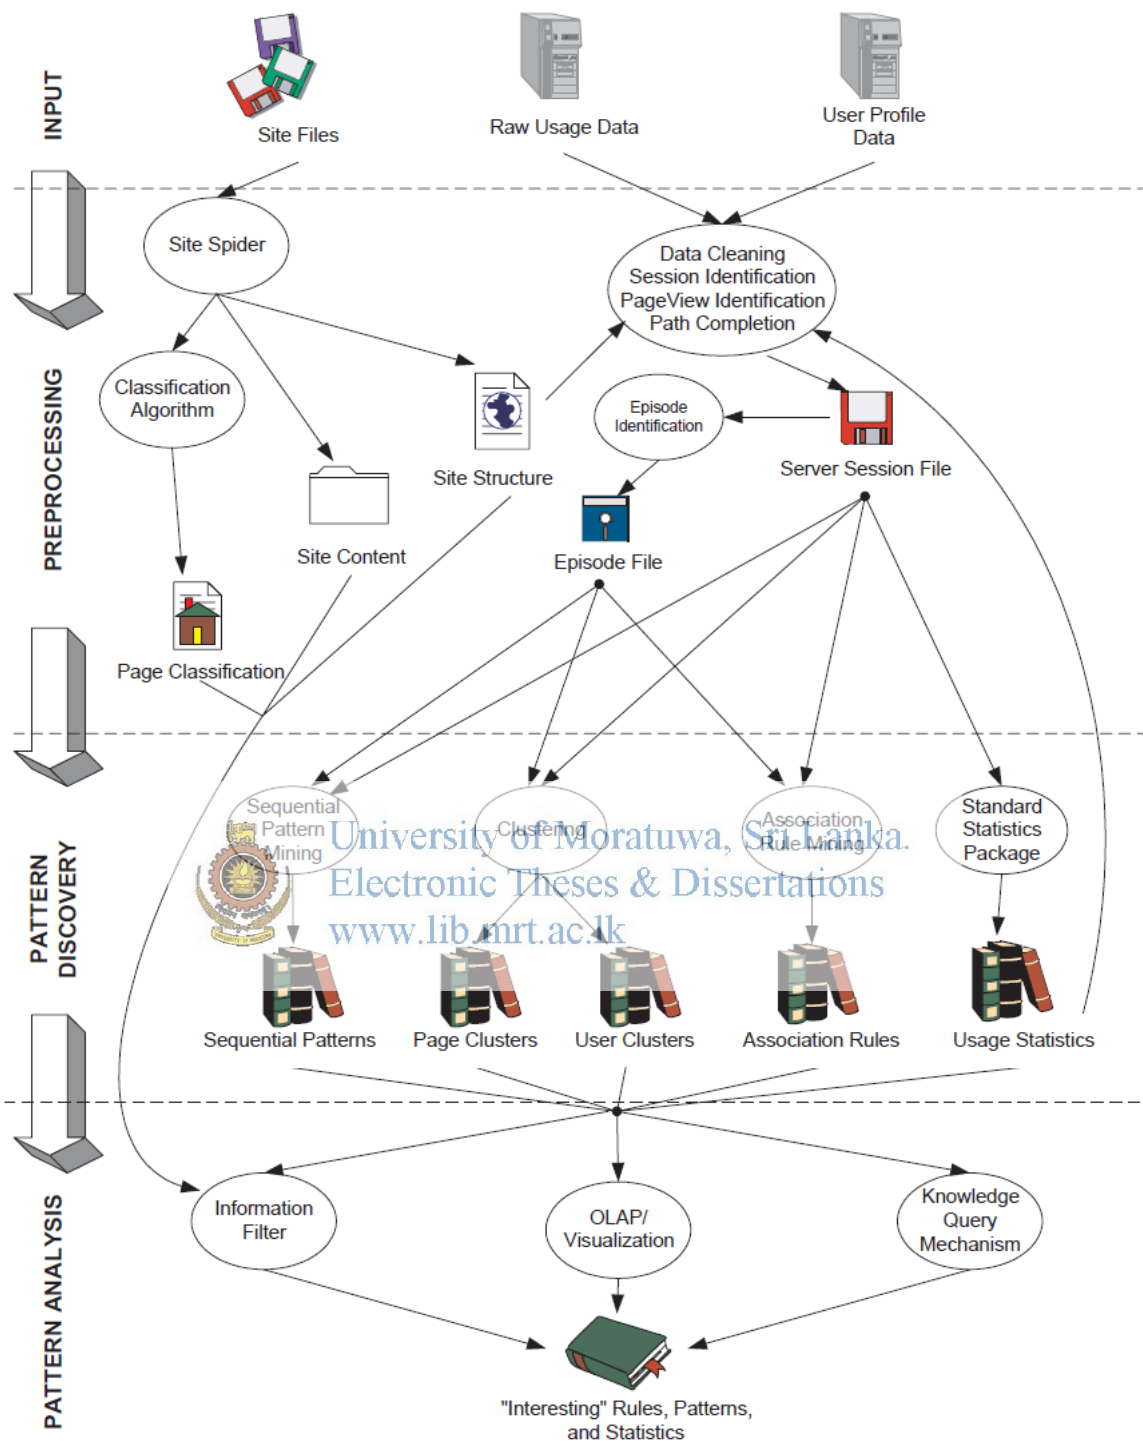 INPUT
Site Files
Raw Usage Data
User Profile
Data
PREPROCESSING
Site Spider
Data Cleaning
Session Identification
PageView Identification
Path Completion
Classification
Algorithm
Episode
Identification
Site Structure
Server Session File
Site Content
Episode File
Page Classification
PATTERN
DISCOVERY
Sequential
Pattern
Mining
Clustering
Association
Rule Mining
Standard
Statistics
Package
University of Moratuwa, Sri Lanka.
Electronic Theses & Dissertations
www.lib.mrt.ac.lk
UNIVERSITY OF MORATUWA
Sequential Patterns
Page Clusters
User Clusters
Association Rules
Usage Statistics
PATTERN ANALYSIS
Information
Filter
OLAP/
Visualization
Knowledge
Query
Mechanism
"Interesting" Rules, Patterns,
and Statistics